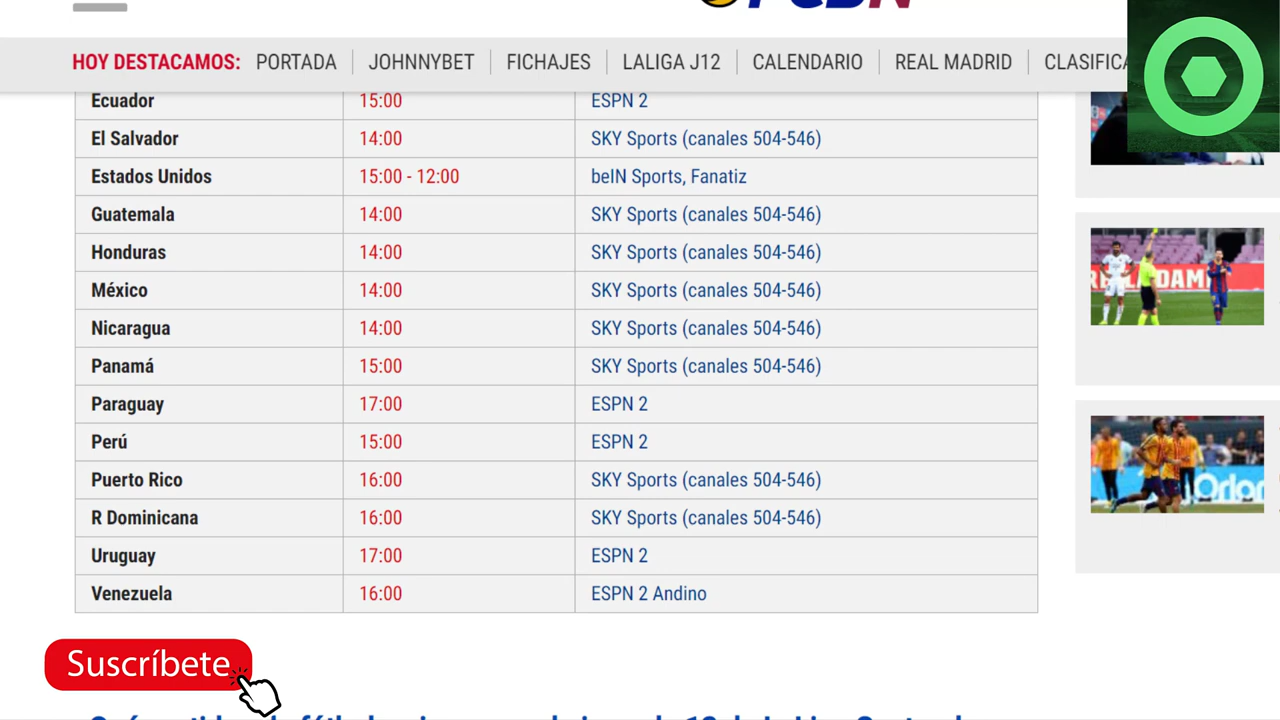 HOY DESTACAMOS: PORTADA JOHNNYBET FICHAJES LALIGA J12 CALENDARIO REAL MADRID
Ecuador 15:00 ESPN 2
El Salvador 14:00 SKY Sports (canales 504-546)
Estados Unidos 15:00 - 12:00 beIN Sports, Fanatiz
Guatemala 14:00 SKY Sports (canales 504-546)
Honduras 14:00 SKY Sports (canales 504-546)
México 14:00 SKY Sports (canales 504-546)
Nicaragua 14:00 SKY Sports (canales 504-546)
Panamá 15:00 SKY Sports (canales 504-546)
Paraguay 17:00 ESPN 2
Perú 15:00 ESPN 2
Puerto Rico 16:00 SKY Sports (canales 504-546)
R Dominicana 16:00 SKY Sports (canales 504-546)
Uruguay 17:00 ESPN 2
Venezuela 16:00 ESPN 2 Andino
Suscríbete